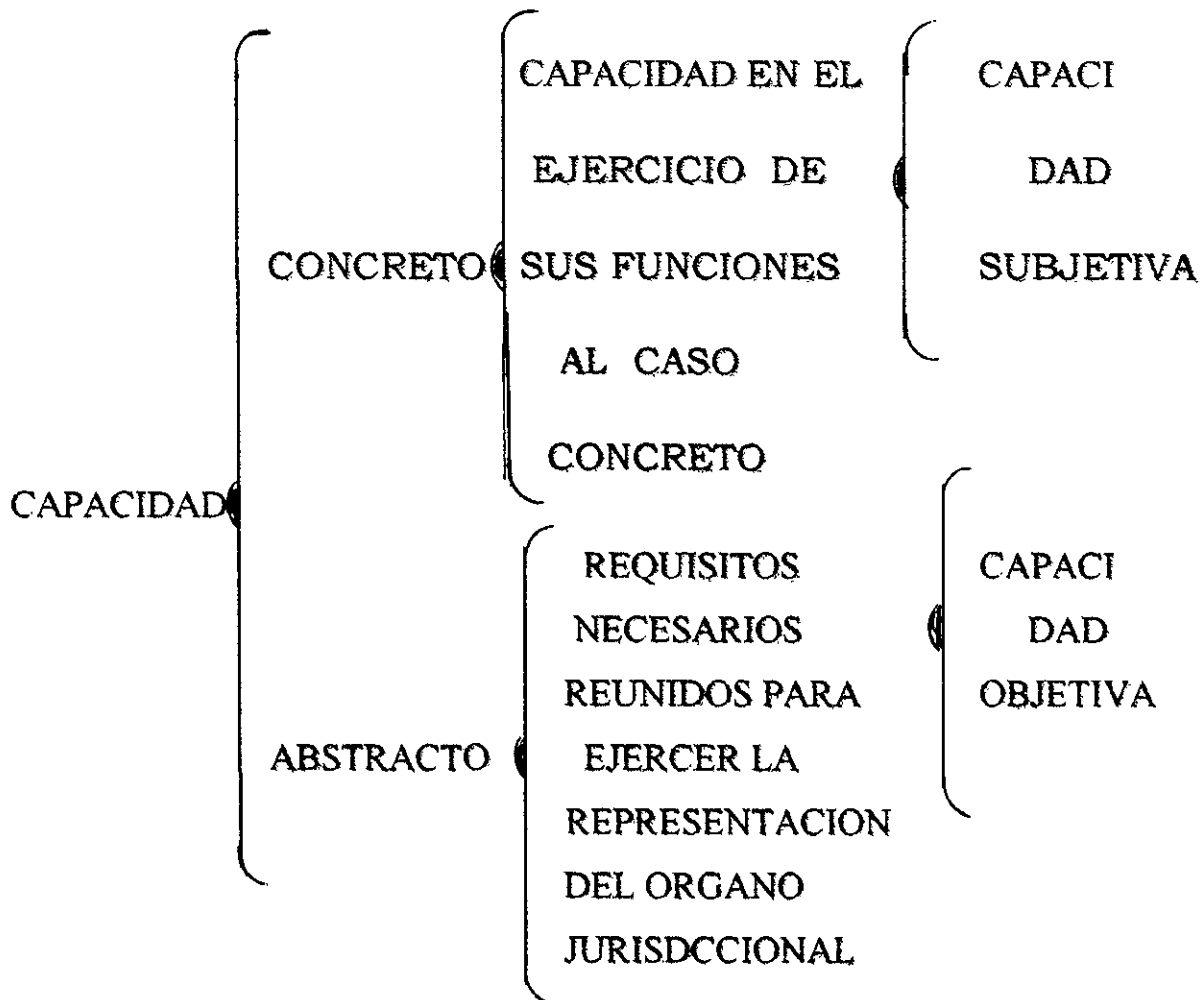 CAPACIDAD
CONCRETO
CAPACIDAD EN EL
EJERCICIO DE
SUS FUNCIONES
AL CASO
CONCRETO
CAPACI
DAD
SUBJETIVA
ABSTRACTO
REQUISITOS
NECESARIOS
REUNIDOS PARA
EJERCER LA
REPRESENTACION
DEL ORGANO
JURISDCCIONAL
CAPACI
DAD
OBJETIVA